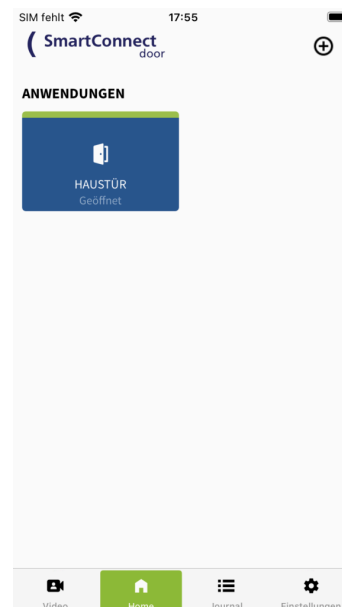 SIM fehlt 17:55
SmartConnect
door
ANWENDUNGEN
HAUSTÜR
Geöffnet
Video Home Journal Einstellungen